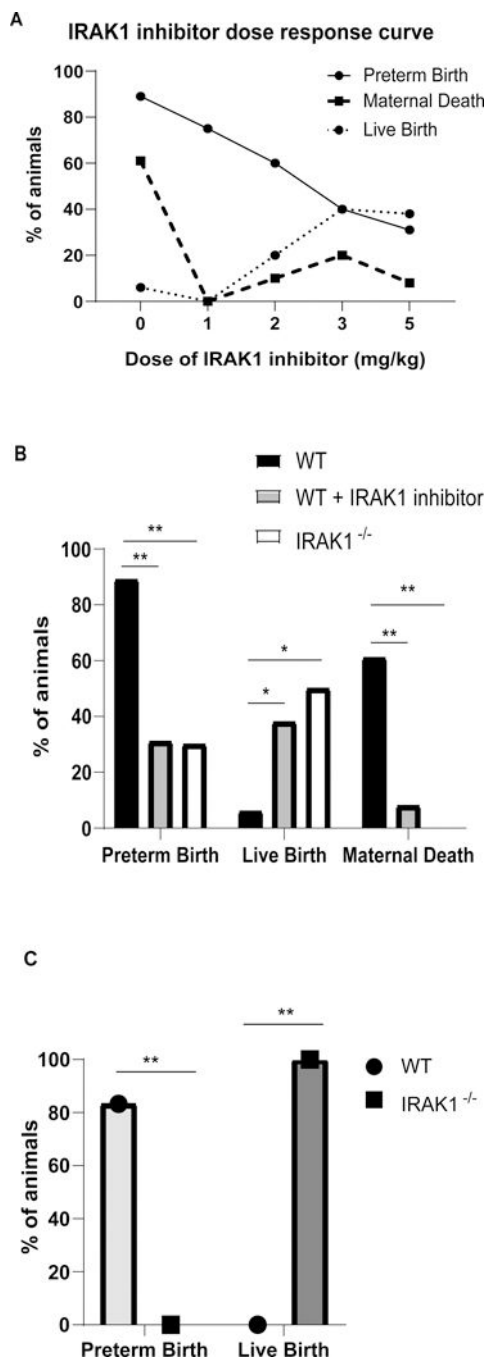 A
IRAK1 inhibitor dose response curve
Preterm Birth
Maternal Death
Live Birth
100
80
60
40
20
0
% of animals
0 1 2 3 5
Dose of IRAK1 inhibitor (mg/kg)
B
WT
WT + IRAK1 inhibitor
IRAK1 -/-
100
80
60
40
20
0
% of animals
**
**
*
*
**
**
Preterm Birth Live Birth Maternal Death
C
WT
IRAK1 -/-
100
80
60
40
20
0
% of animals
**
**
Preterm Birth Live Birth